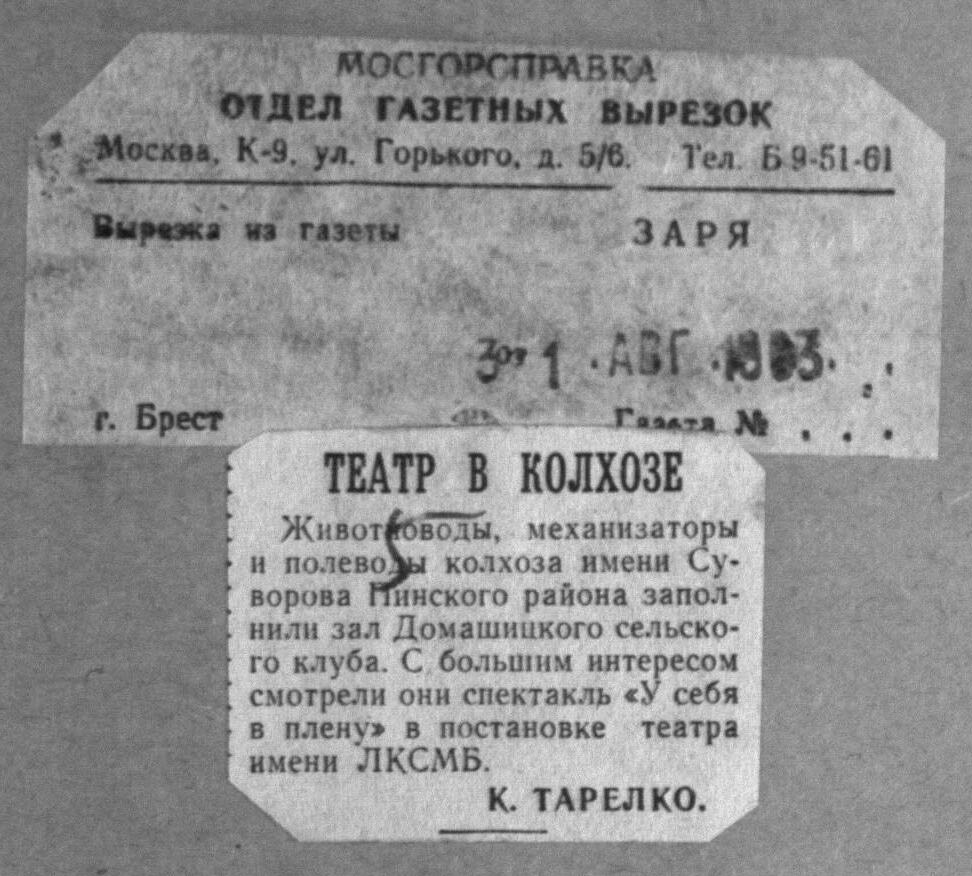 МОСГОРСПРАВКА
ОТДЕЛ ГАЗЕТНЫХ ВЫРЕЗОК
Москва, К-9, ул. Горького, д. 5/6. Тел. Б 9-51-61
Вырезка из газеты ЗАРЯ
от 1 АВГ 1963
г. Брест Газета № . . .
ТЕАТР В КОЛХОЗЕ
Животноводы, механизаторы
и полеводы колхоза имени Су-
ворова Пинского района запол-
нили зал Домашицкого сельско-
го клуба. С большим интересом
смотрели они спектакль «У себя
в плену» в постановке театра
имени ЛКСМБ.
К. ТАРЕЛКО.